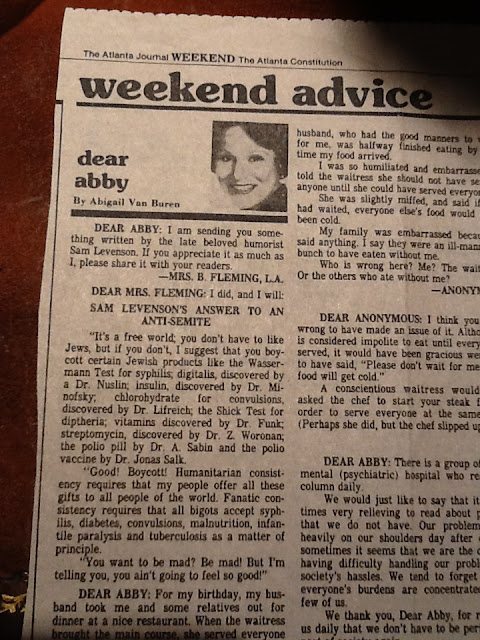 The Atlanta Journal WEEKEND The Atlanta Constitution
weekend advice
dear
abby
By Abigail Van Buren
DEAR ABBY: I am sending you some-
thing written by the late beloved humorist
Sam Levenson. If you appreciate it as much as
I, please share it with your readers.
—MRS. B. FLEMING, L.A.
DEAR MRS. FLEMING: I did, and I will:
SAM LEVENSON'S ANSWER TO AN
ANTI-SEMITE
"It's a free world; you don't have to like
Jews, but if you don't, I suggest that you boy-
cott certain Jewish products like the Wasser-
mann Test for syphilis; digitalis, discovered by
a Dr. Nuslin; insulin, discovered by Dr. Mi-
nofsky; chlorohydrate for convulsions,
discovered by Dr. Lifreich; the Shick Test for
diptheria; vitamins discovered by Dr. Funk;
streptomycin, discovered by Dr. Z. Woronan;
the polio pill by Dr. A. Sabin and the polio
vaccine by Dr. Jonas Salk.
"Good! Boycott! Humanitarian consist-
ency requires that my people offer all these
gifts to all people of the world. Fanatic con-
sistency requires that all bigots accept syph-
ilis, diabetes, convulsions, malnutrition, infan-
tile paralysis and tuberculosis as a matter of
principle.
"You want to be mad? Be mad! But I'm
telling you, you ain't going to feel so good!"
DEAR ABBY: For my birthday, my hus-
band took me and some relatives out for
dinner at a nice restaurant. When the waitress
brought the main course, she served everyone
husband, who had the good manners to
for me, was halfway finished eating by
time my food arrived.
I was so humiliated and embarrasse
told the waitress she should not have se
anyone until she could have served everyon
She was slightly miffed, and said if
had waited, everyone else's food would
been cold.
My family was embarrassed becau
said anything. I say they were an ill-man
bunch to have eaten without me.
Who is wrong here? Me? The wait
Or the others who ate without me?
—ANONYM
DEAR ANONYMOUS: I think you
wrong to have made an issue of it. Altho
is considered impolite to eat until every
served, it would have been gracious wer
to have said, "Please don't wait for me
food will get cold."
A conscientious waitress would
asked the chef to start your steak f
order to serve everyone at the same
(Perhaps she did, but the chef slipped up
DEAR ABBY: There is a group of
mental (psychiatric) hospital who re
column daily.
We would just like to say that it
times very relieving to read about p
that we do not have. Our problem
heavily on our shoulders day after
sometimes it seems that we are the
having difficulty handling our prob
society's hassles. We tend to forget
everyone's burdens are concentrate
few of us.
We thank you, Dear Abby, for r
us daily that we don't have to be per